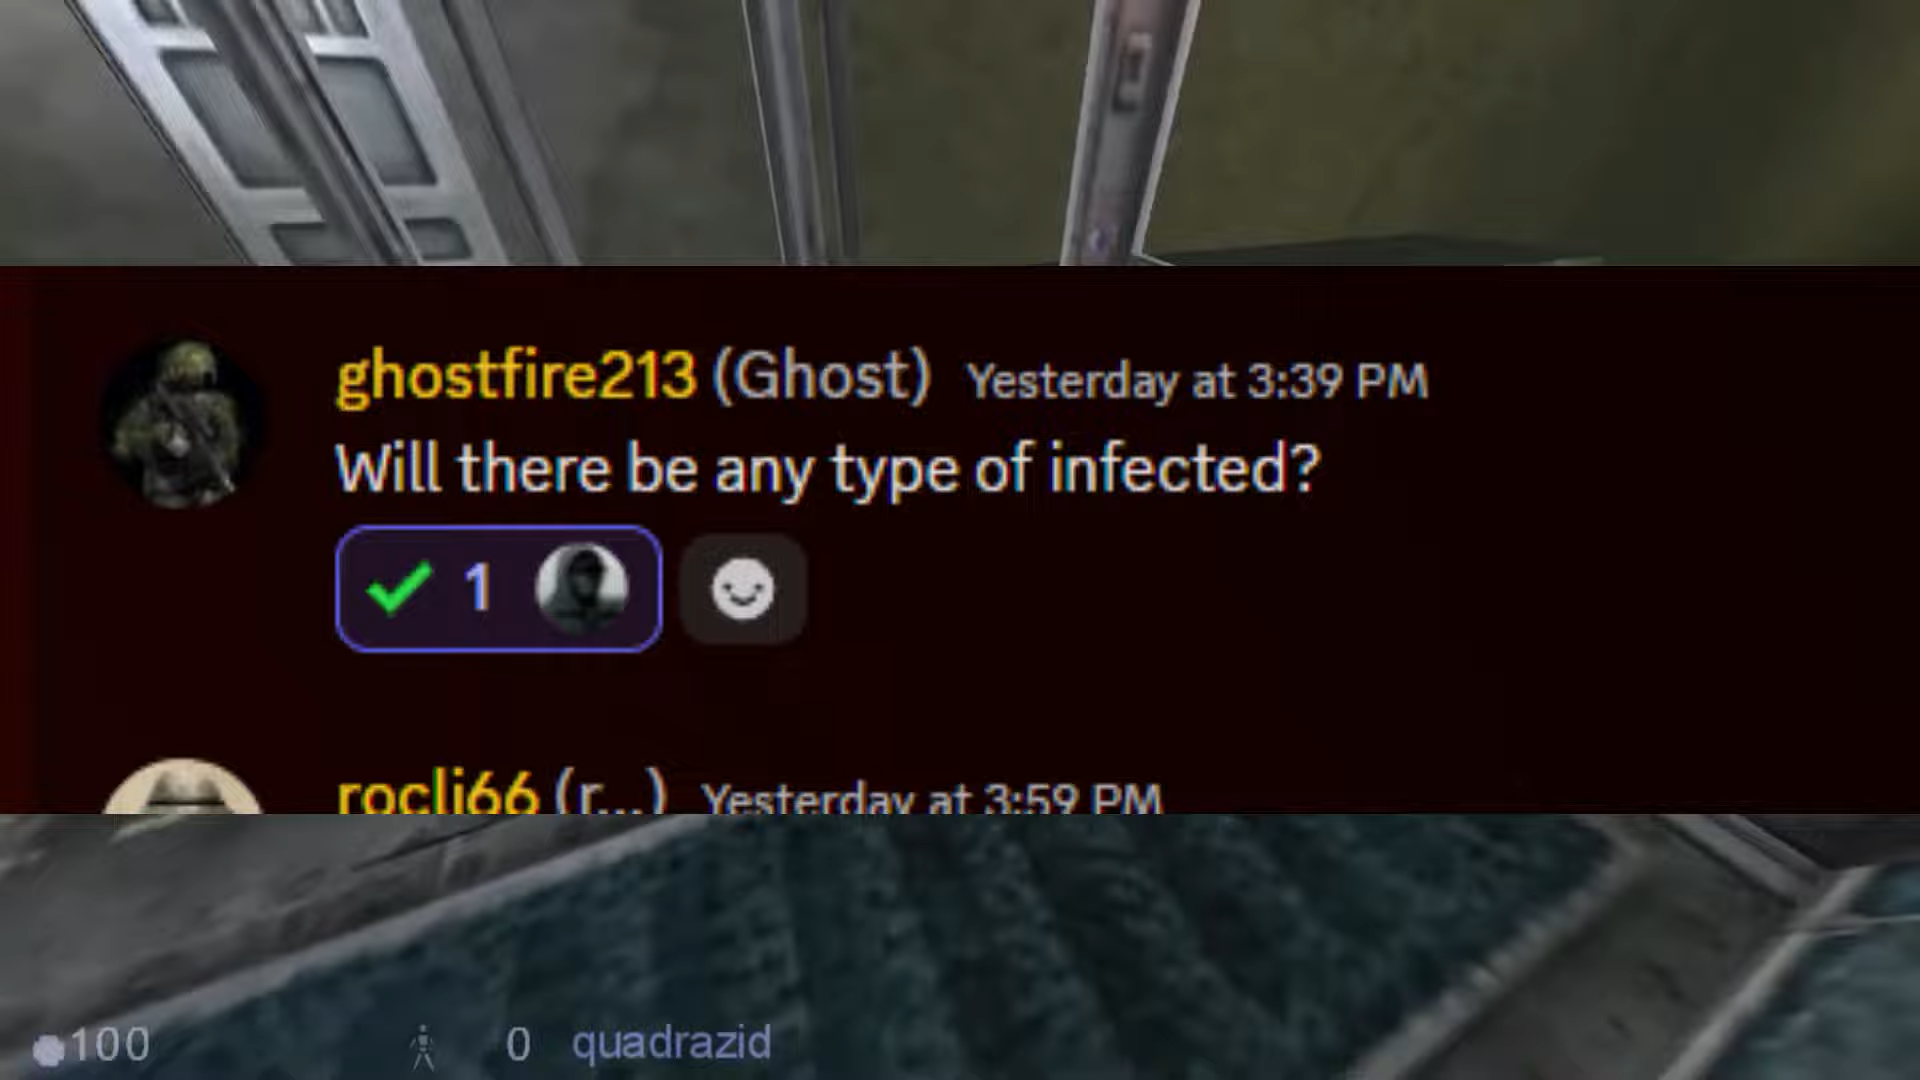 ghostfire213 (Ghost) Yesterday at 3:39 PM
Will there be any type of infected?
1
rocli66 (r...) Yesterday at 3:59 PM
100 0 quadrazid